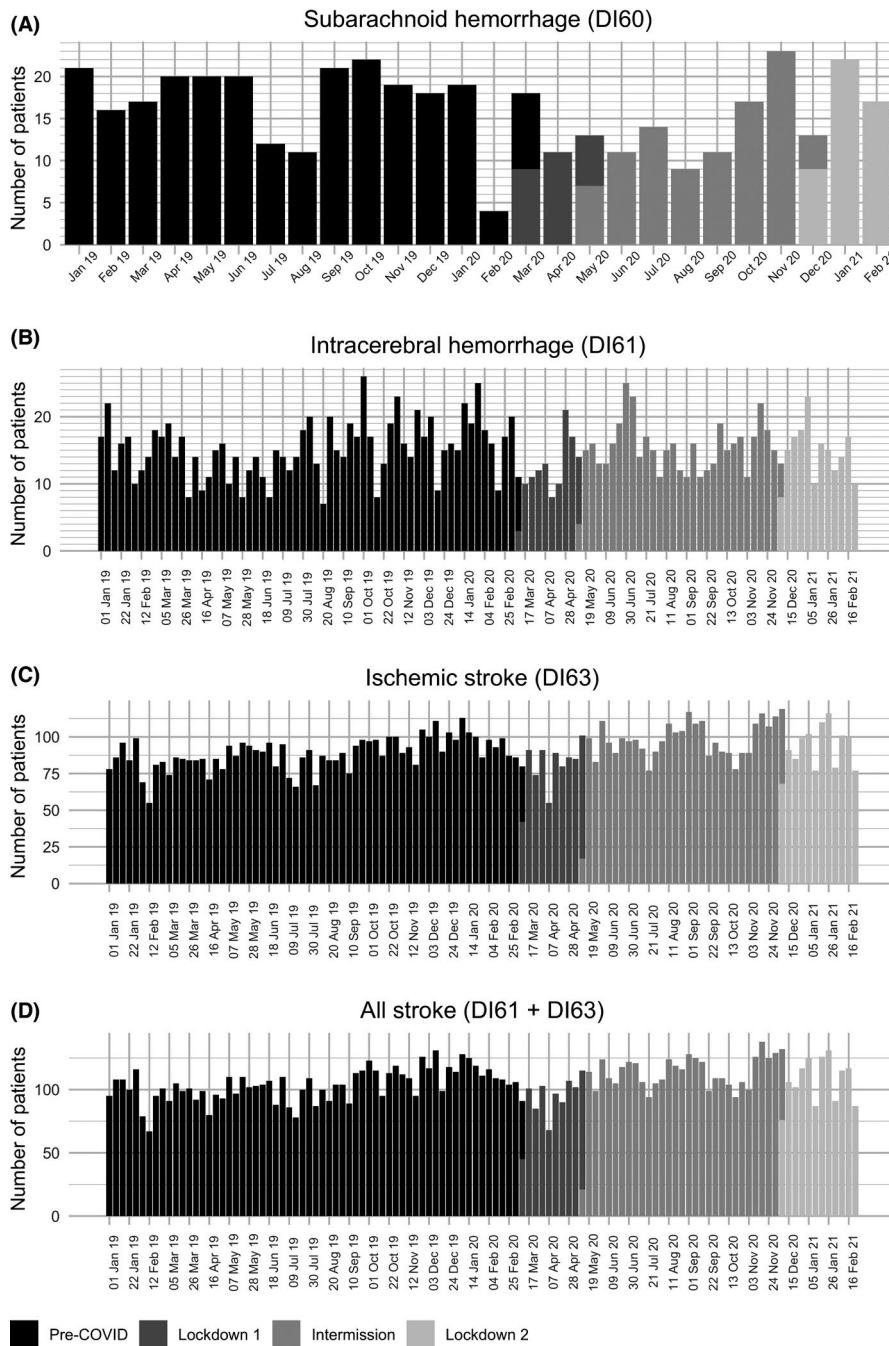 (A)
Subarachnoid hemorrhage (DI60)
Number of patients
20
15
10
5
0
Jan 19 Feb 19 Mar 19 Apr 19 May 19 Jun 19 Jul 19 Aug 19 Sep 19 Oct 19 Nov 19 Dec 19 Jan 20 Feb 20 Mar 20 Apr 20 May 20 Jun 20 Jul 20 Aug 20 Sep 20 Oct 20 Nov 20 Dec 20 Jan 21 Feb 2
(B)
Intracerebral hemorrhage (DI61)
Number of patients
20
10
0
01 Jan 19 22 Jan 19 12 Feb 19 05 Mar 19 26 Mar 19 16 Apr 19 07 May 19 28 May 19 18 Jun 19 09 Jul 19 30 Jul 19 20 Aug 19 10 Sep 19 01 Oct 19 22 Oct 19 12 Nov 19 03 Dec 19 24 Dec 19 14 Jan 20 04 Feb 20 25 Feb 20 17 Mar 20 07 Apr 20 28 Apr 20 19 May 20 09 Jun 20 30 Jun 20 21 Jul 20 11 Aug 20 01 Sep 20 22 Sep 20 13 Oct 20 03 Nov 20 24 Nov 20 15 Dec 20 05 Jan 21 26 Jan 21 16 Feb 21
(C)
Ischemic stroke (DI63)
Number of patients
100
75
50
25
0
01 Jan 19 22 Jan 19 12 Feb 19 05 Mar 19 26 Mar 19 16 Apr 19 07 May 19 28 May 19 18 Jun 19 09 Jul 19 30 Jul 19 20 Aug 19 10 Sep 19 01 Oct 19 22 Oct 19 12 Nov 19 03 Dec 19 24 Dec 19 14 Jan 20 04 Feb 20 25 Feb 20 17 Mar 20 07 Apr 20 28 Apr 20 19 May 20 09 Jun 20 30 Jun 20 21 Jul 20 11 Aug 20 01 Sep 20 22 Sep 20 13 Oct 20 03 Nov 20 24 Nov 20 15 Dec 20 05 Jan 21 26 Jan 21 16 Feb 21
(D)
All stroke (DI61 + DI63)
Number of patients
100
50
0
01 Jan 19 22 Jan 19 12 Feb 19 05 Mar 19 26 Mar 19 16 Apr 19 07 May 19 28 May 19 18 Jun 19 09 Jul 19 30 Jul 19 20 Aug 19 10 Sep 19 01 Oct 19 22 Oct 19 12 Nov 19 03 Dec 19 24 Dec 19 14 Jan 20 04 Feb 20 25 Feb 20 17 Mar 20 07 Apr 20 28 Apr 20 19 May 20 09 Jun 20 30 Jun 20 21 Jul 20 11 Aug 20 01 Sep 20 22 Sep 20 13 Oct 20 03 Nov 20 24 Nov 20 15 Dec 20 05 Jan 21 26 Jan 21 16 Feb 21
Pre-COVID Lockdown 1 Intermission Lockdown 2